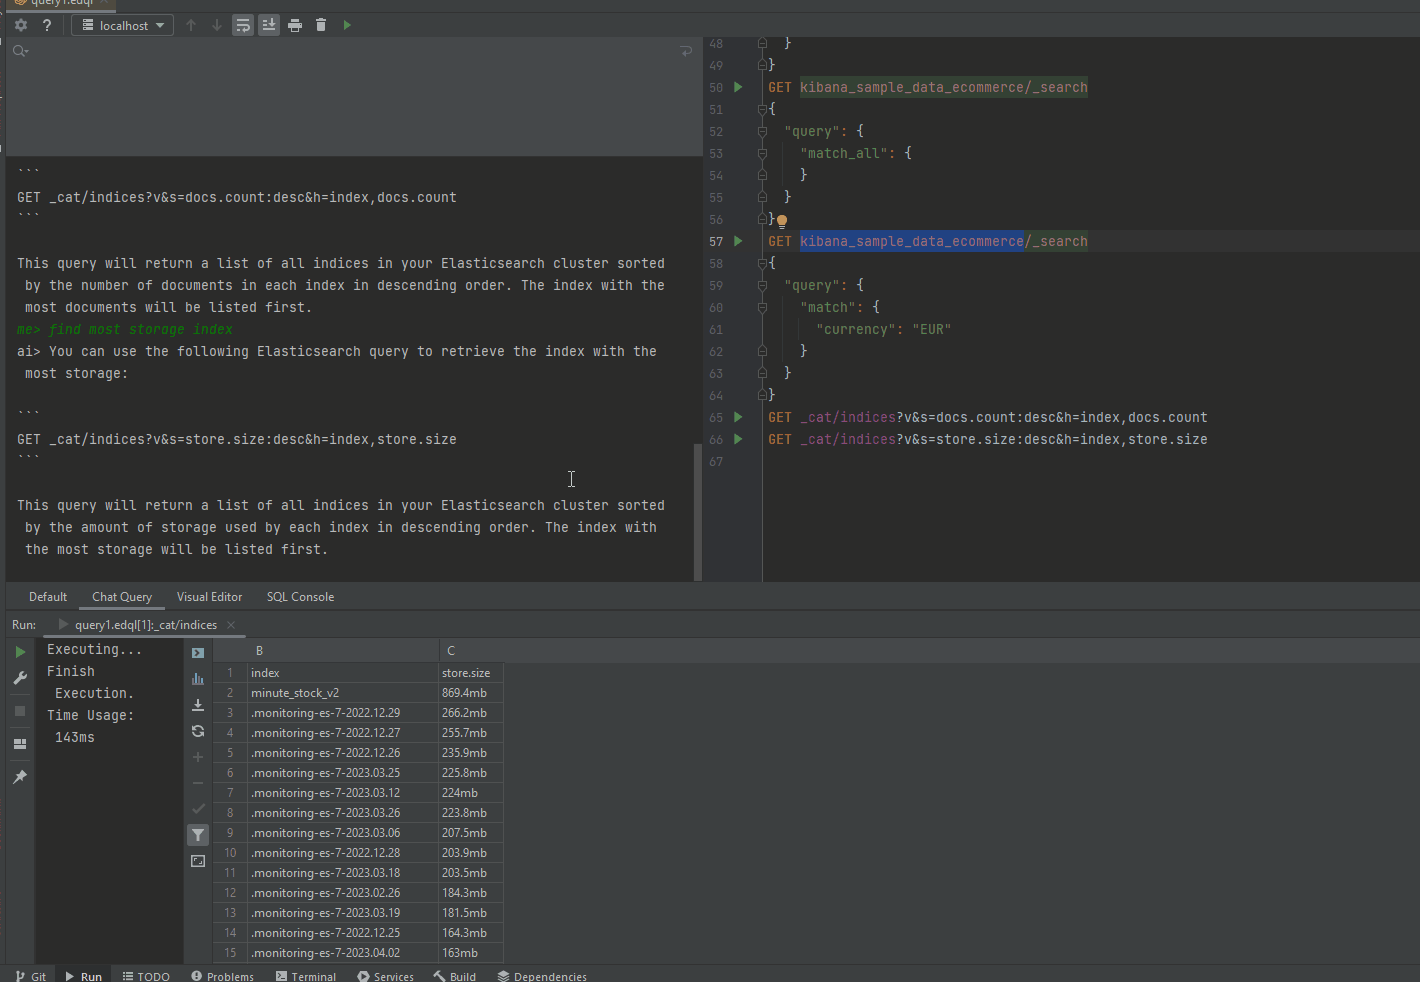 query1.edql
localhost
```
GET _cat/indices?v&s=docs.count:desc&h=index,docs.count
```
This query will return a list of all indices in your Elasticsearch cluster sorted
by the number of documents in each index in descending order. The index with the
most documents will be listed first.
me> find most storage index
ai> You can use the following Elasticsearch query to retrieve the index with the
most storage:
```
GET _cat/indices?v&s=store.size:desc&h=index,store.size
```
This query will return a list of all indices in your Elasticsearch cluster sorted
by the amount of storage used by each index in descending order. The index with
the most storage will be listed first.
48 }
49 }
50 GET kibana_sample_data_ecommerce/_search
51 {
52 "query": {
53 "match_all": {
54 }
55 }
56 }
57 GET kibana_sample_data_ecommerce/_search
58 {
59 "query": {
60 "match": {
61 "currency": "EUR"
62 }
63 }
64 }
65 GET _cat/indices?v&s=docs.count:desc&h=index,docs.count
66 GET _cat/indices?v&s=store.size:desc&h=index,store.size
67
Default Chat Query Visual Editor SQL Console
Run: query1.edql[1]:_cat/indices
Executing...
Finish
Execution.
Time Usage:
143ms
B C
1 index store.size
2 minute_stock_v2 869.4mb
3 .monitoring-es-7-2022.12.29 266.2mb
4 .monitoring-es-7-2022.12.27 255.7mb
5 .monitoring-es-7-2022.12.26 235.9mb
6 .monitoring-es-7-2023.03.25 225.8mb
7 .monitoring-es-7-2023.03.12 224mb
8 .monitoring-es-7-2023.03.26 223.8mb
9 .monitoring-es-7-2023.03.06 207.5mb
10 .monitoring-es-7-2022.12.28 203.9mb
11 .monitoring-es-7-2023.03.18 203.5mb
12 .monitoring-es-7-2023.02.26 184.3mb
13 .monitoring-es-7-2023.03.19 181.5mb
14 .monitoring-es-7-2022.12.25 164.3mb
15 .monitoring-es-7-2023.04.02 163mb
Git Run TODO Problems Terminal Services Build Dependencies